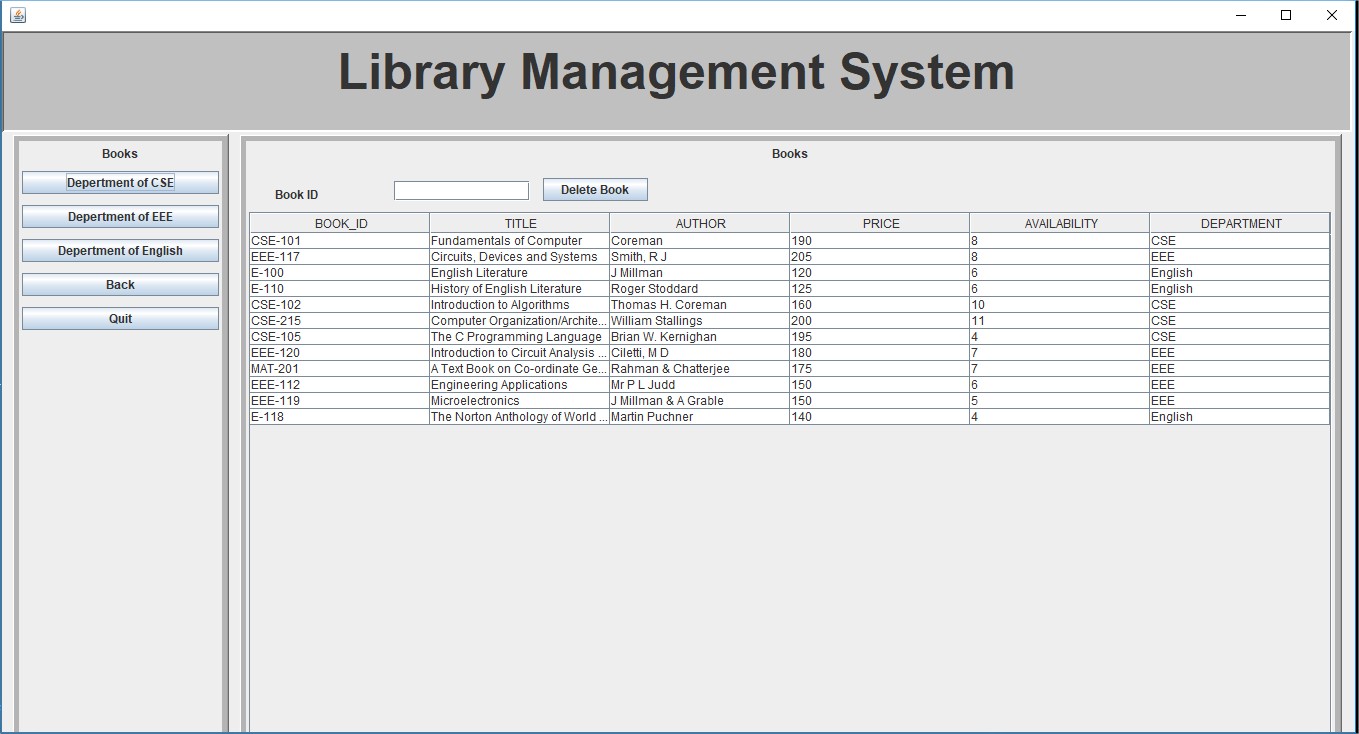 Library Management System
Books
Depertment of CSE
Depertment of EEE
Depertment of English
Back
Quit
Books
Book ID Delete Book
BOOK_ID TITLE AUTHOR PRICE AVAILABILITY DEPARTMENT
CSE-101 Fundamentals of Computer Coreman 190 8 CSE
EEE-117 Circuits, Devices and Systems Smith, R J 205 8 EEE
E-100 English Literature J Millman 120 6 English
E-110 History of English Literature Roger Stoddard 125 6 English
CSE-102 Introduction to Algorithms Thomas H. Coreman 160 10 CSE
CSE-215 Computer Organization/Archite... William Stallings 200 11 CSE
CSE-105 The C Programming Language Brian W. Kernighan 195 4 CSE
EEE-120 Introduction to Circuit Analysis ... Ciletti, M D 180 7 EEE
MAT-201 A Text Book on Co-ordinate Ge... Rahman & Chatterjee 175 7 EEE
EEE-112 Engineering Applications Mr P L Judd 150 6 EEE
EEE-119 Microelectronics J Millman & A Grable 150 5 EEE
E-118 The Norton Anthology of World ... Martin Puchner 140 4 English